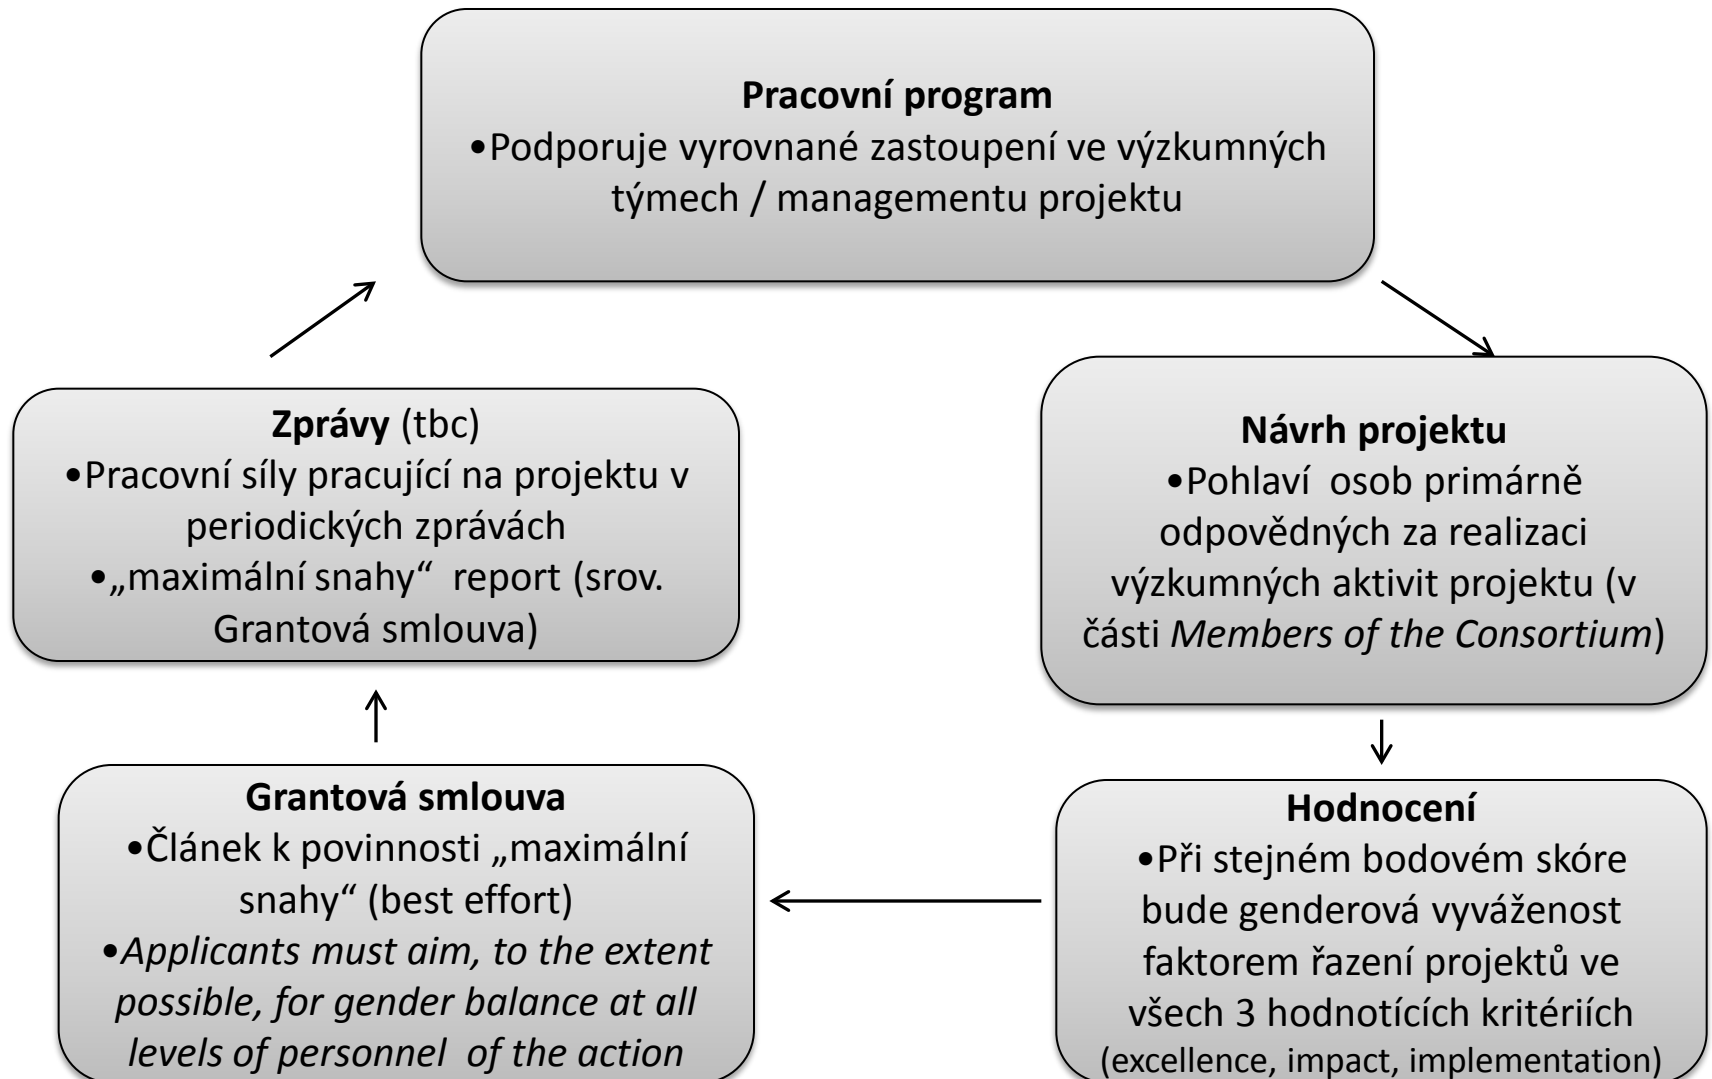 Pracovní program
•Podporuje vyrovnané zastoupení ve výzkumných
týmech / managementu projektu
Návrh projektu
•Pohlaví  osob primárně
odpovědných za realizaci
výzkumných aktivit projektu (v
části Members of the Consortium)
Hodnocení
•Při stejném bodovém skóre
bude genderová vyváženost
faktorem řazení projektů ve
všech 3 hodnotících kritériích
(excellence, impact, implementation)
Grantová smlouva
•Článek k povinnosti „maximální
snahy“ (best effort)
•Applicants must aim, to the extent
possible, for gender balance at all
levels of personnel  of the action
Zprávy (tbc)
•Pracovní síly pracující na projektu v
periodických zprávách
•„maximální snahy“  report (srov.
Grantová smlouva)